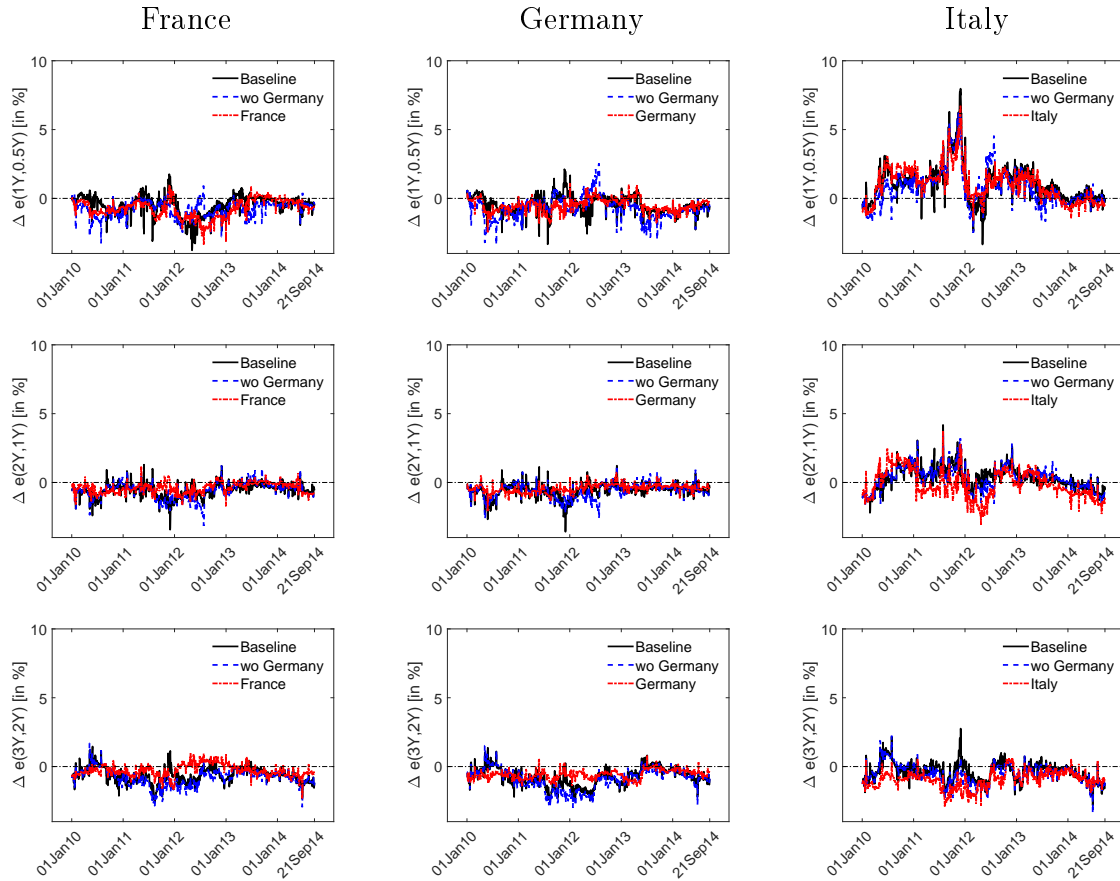 France
Germany
Italy
Δ e(1Y,0.5Y) [in %]
10
5
0
Baseline
wo Germany
France
01Jan10
01Jan11
01Jan12
01Jan13
01Jan14
21Sep14
Δ e(1Y,0.5Y) [in %]
10
5
0
Baseline
wo Germany
Germany
01Jan10
01Jan11
01Jan12
01Jan13
01Jan14
21Sep14
Δ e(1Y,0.5Y) [in %]
10
5
0
Baseline
wo Germany
Italy
01Jan10
01Jan11
01Jan12
01Jan13
01Jan14
21Sep14
Δ e(2Y,1Y) [in %]
10
5
0
Baseline
wo Germany
France
01Jan10
01Jan11
01Jan12
01Jan13
01Jan14
21Sep14
Δ e(2Y,1Y) [in %]
10
5
0
Baseline
wo Germany
Germany
01Jan10
01Jan11
01Jan12
01Jan13
01Jan14
21Sep14
Δ e(2Y,1Y) [in %]
10
5
0
Baseline
wo Germany
Italy
01Jan10
01Jan11
01Jan12
01Jan13
01Jan14
21Sep14
Δ e(3Y,2Y) [in %]
10
5
0
Baseline
wo Germany
France
01Jan10
01Jan11
01Jan12
01Jan13
01Jan14
21Sep14
Δ e(3Y,2Y) [in %]
10
5
0
Baseline
wo Germany
Germany
01Jan10
01Jan11
01Jan12
01Jan13
01Jan14
21Sep14
Δ e(3Y,2Y) [in %]
10
5
0
Baseline
wo Germany
Italy
01Jan10
01Jan11
01Jan12
01Jan13
01Jan14
21Sep14